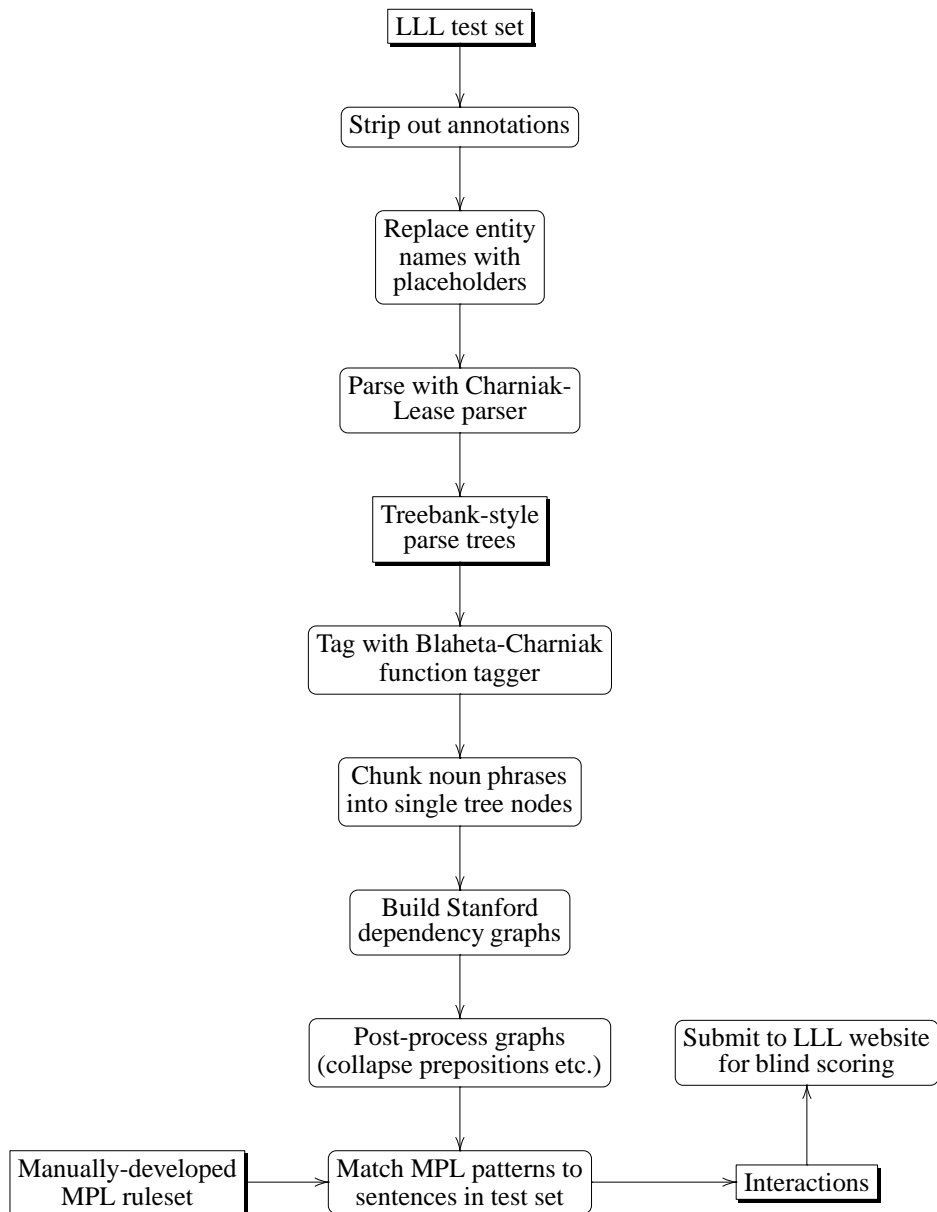 LLL test set
Strip out annotations
Replace entity
names with
placeholders
Parse with Charniak-
Lease parser
Treebank-style
parse trees
Tag with Blaheta-Charniak
function tagger
Chunk noun phrases
into single tree nodes
Build Stanford
dependency graphs
Post-process graphs
(collapse prepositions etc.)
Submit to LLL website
for blind scoring
Manually-developed
MPL ruleset
Match MPL patterns to
sentences in test set
Interactions